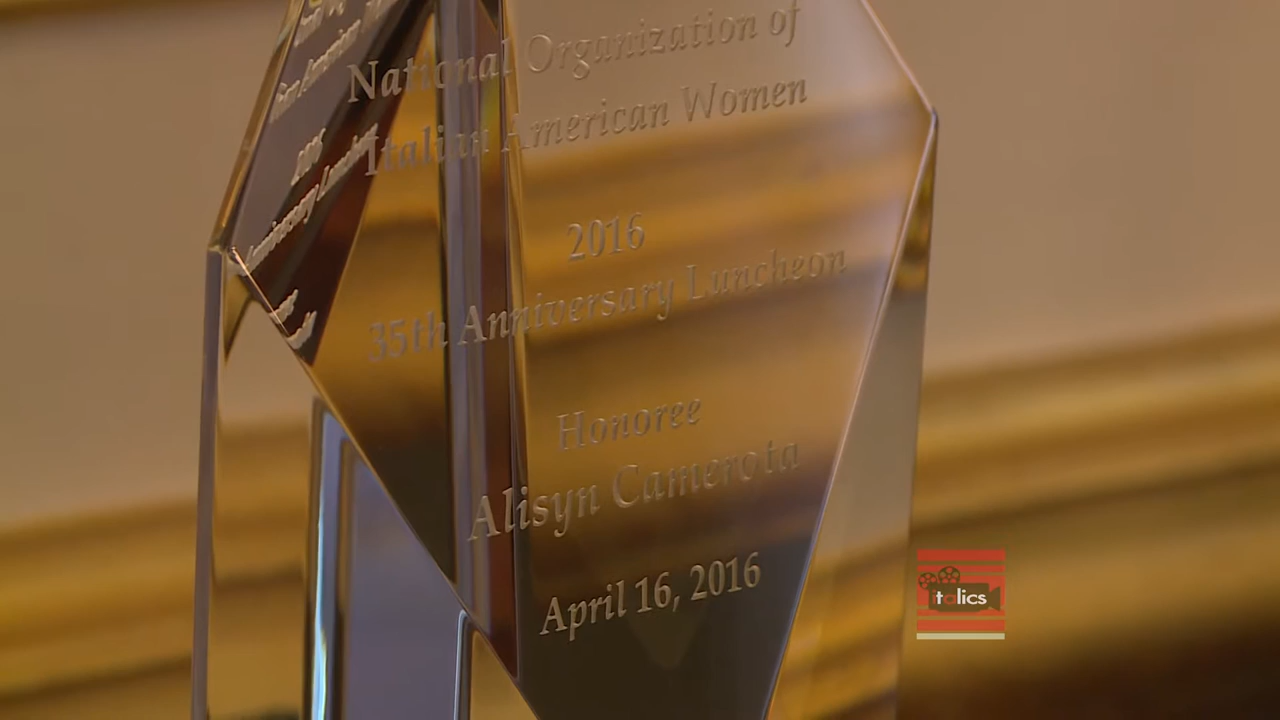 National Organization of
Italian American Women
2016
35th Anniversary Luncheon
Honoree
Alisyn Camerota
April 16, 2016
italics